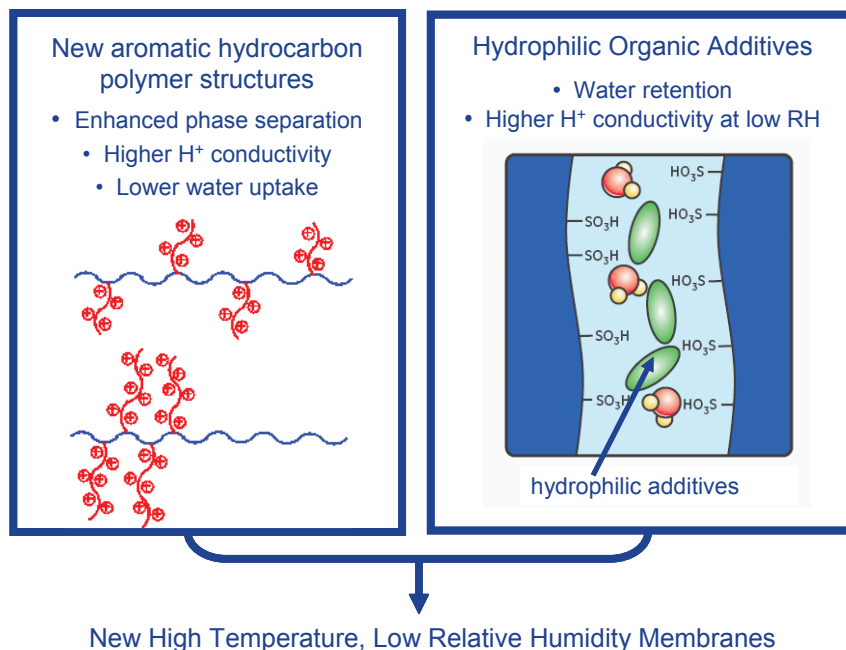 New aromatic hydrocarbon
polymer structures
• Enhanced phase separation
• Higher H⁺ conductivity
• Lower water uptake
Hydrophilic Organic Additives
• Water retention
• Higher H⁺ conductivity at low RH
HO₃S
HO₃S
SO₃H
SO₃H
HO₃S
SO₃H
HO₃S
SO₃H
HO₃S
hydrophilic additives
New High Temperature, Low Relative Humidity Membranes